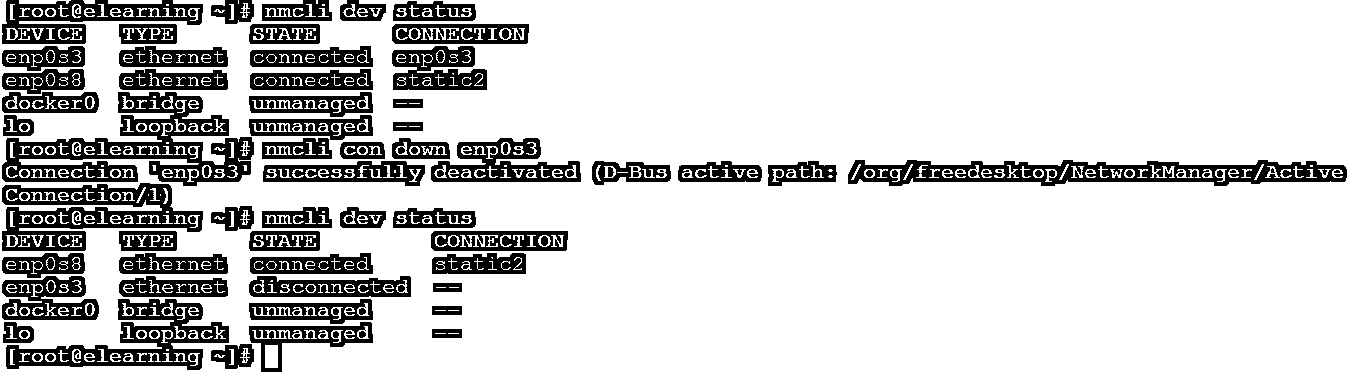 [root@elearning ~]# nmcli dev status
DEVICE   TYPE      STATE      CONNECTION
enp0s3   ethernet  connected  enp0s3
enp0s8   ethernet  connected  static2
docker0  bridge    unmanaged  --
lo       loopback  unmanaged  --
[root@elearning ~]# nmcli con down enp0s3
Connection 'enp0s3' successfully deactivated (D-Bus active path: /org/freedesktop/NetworkManager/Active
Connection/1)
[root@elearning ~]# nmcli dev status
DEVICE   TYPE      STATE         CONNECTION
enp0s8   ethernet  connected     static2
enp0s3   ethernet  disconnected  --
docker0  bridge    unmanaged     --
lo       loopback  unmanaged     --
[root@elearning ~]#